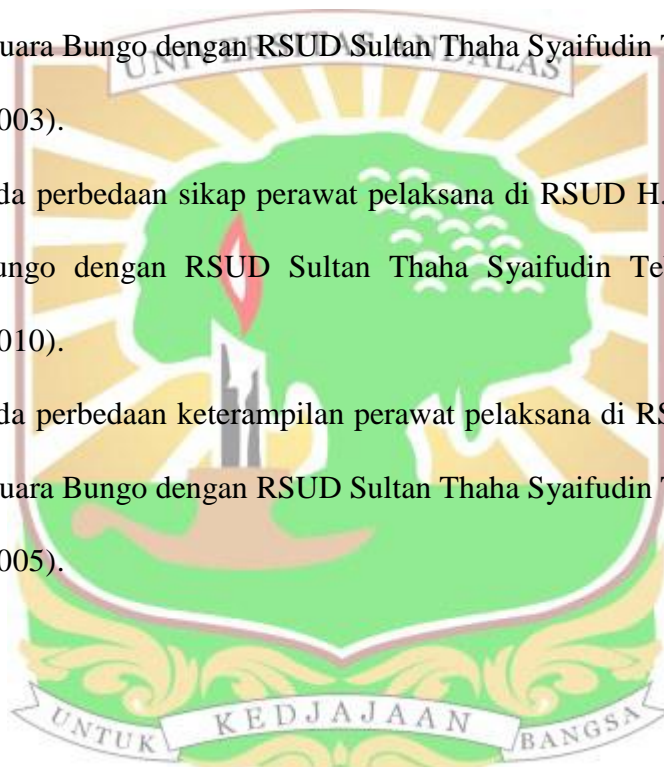 uara Bungo dengan RSUD Sultan Thaha Syaifudin T
UNIVERSITAS ANDALAS
003).
da perbedaan sikap perawat pelaksana di RSUD H.
ungo dengan RSUD Sultan Thaha Syaifudin Te
010).
da perbedaan keterampilan perawat pelaksana di RS
uara Bungo dengan RSUD Sultan Thaha Syaifudin T
005).
UNTUK KEDJAJAAN BANGSA